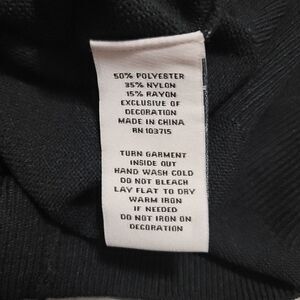 50% POLYESTER
35% NYLON
15% RAYON
EXCLUSIVE OF
DECORATION
MADE IN CHINA
RN 103715
TURN GARMENT
INSIDE OUT
HAND WASH COLD
DO NOT BLEACH
LAY FLAT TO DRY
WARM IRON
IF NEEDED
DO NOT IRON ON
DECORATION